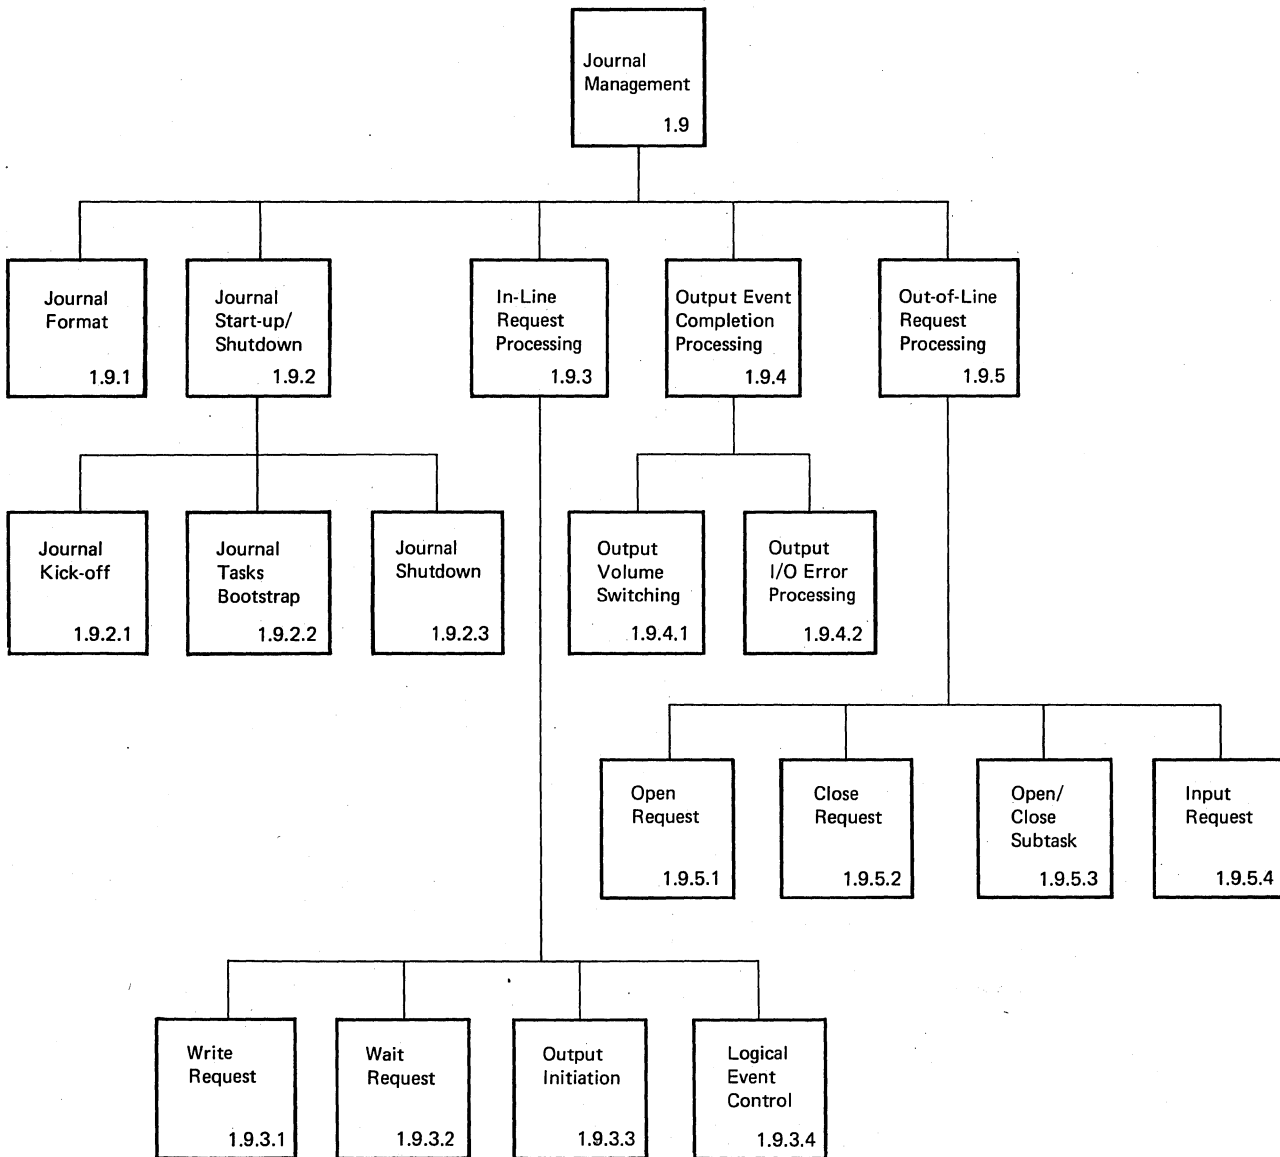 Journal
Management
1.9
Journal
Format
1.9.1
Journal
Start-up/
Shutdown
1.9.2
In-Line
Request
Processing
1.9.3
Output Event
Completion
Processing
1.9.4
Out-of-Line
Request
Processing
1.9.5
Journal
Kick-off
1.9.2.1
Journal
Tasks
Bootstrap
1.9.2.2
Journal
Shutdown
1.9.2.3
Output
Volume
Switching
1.9.4.1
Output
I/O Error
Processing
1.9.4.2
Open
Request
1.9.5.1
Close
Request
1.9.5.2
Open/
Close
Subtask
1.9.5.3
Input
Request
1.9.5.4
Write
Request
1.9.3.1
Wait
Request
1.9.3.2
Output
Initiation
1.9.3.3
Logical
Event
Control
1.9.3.4